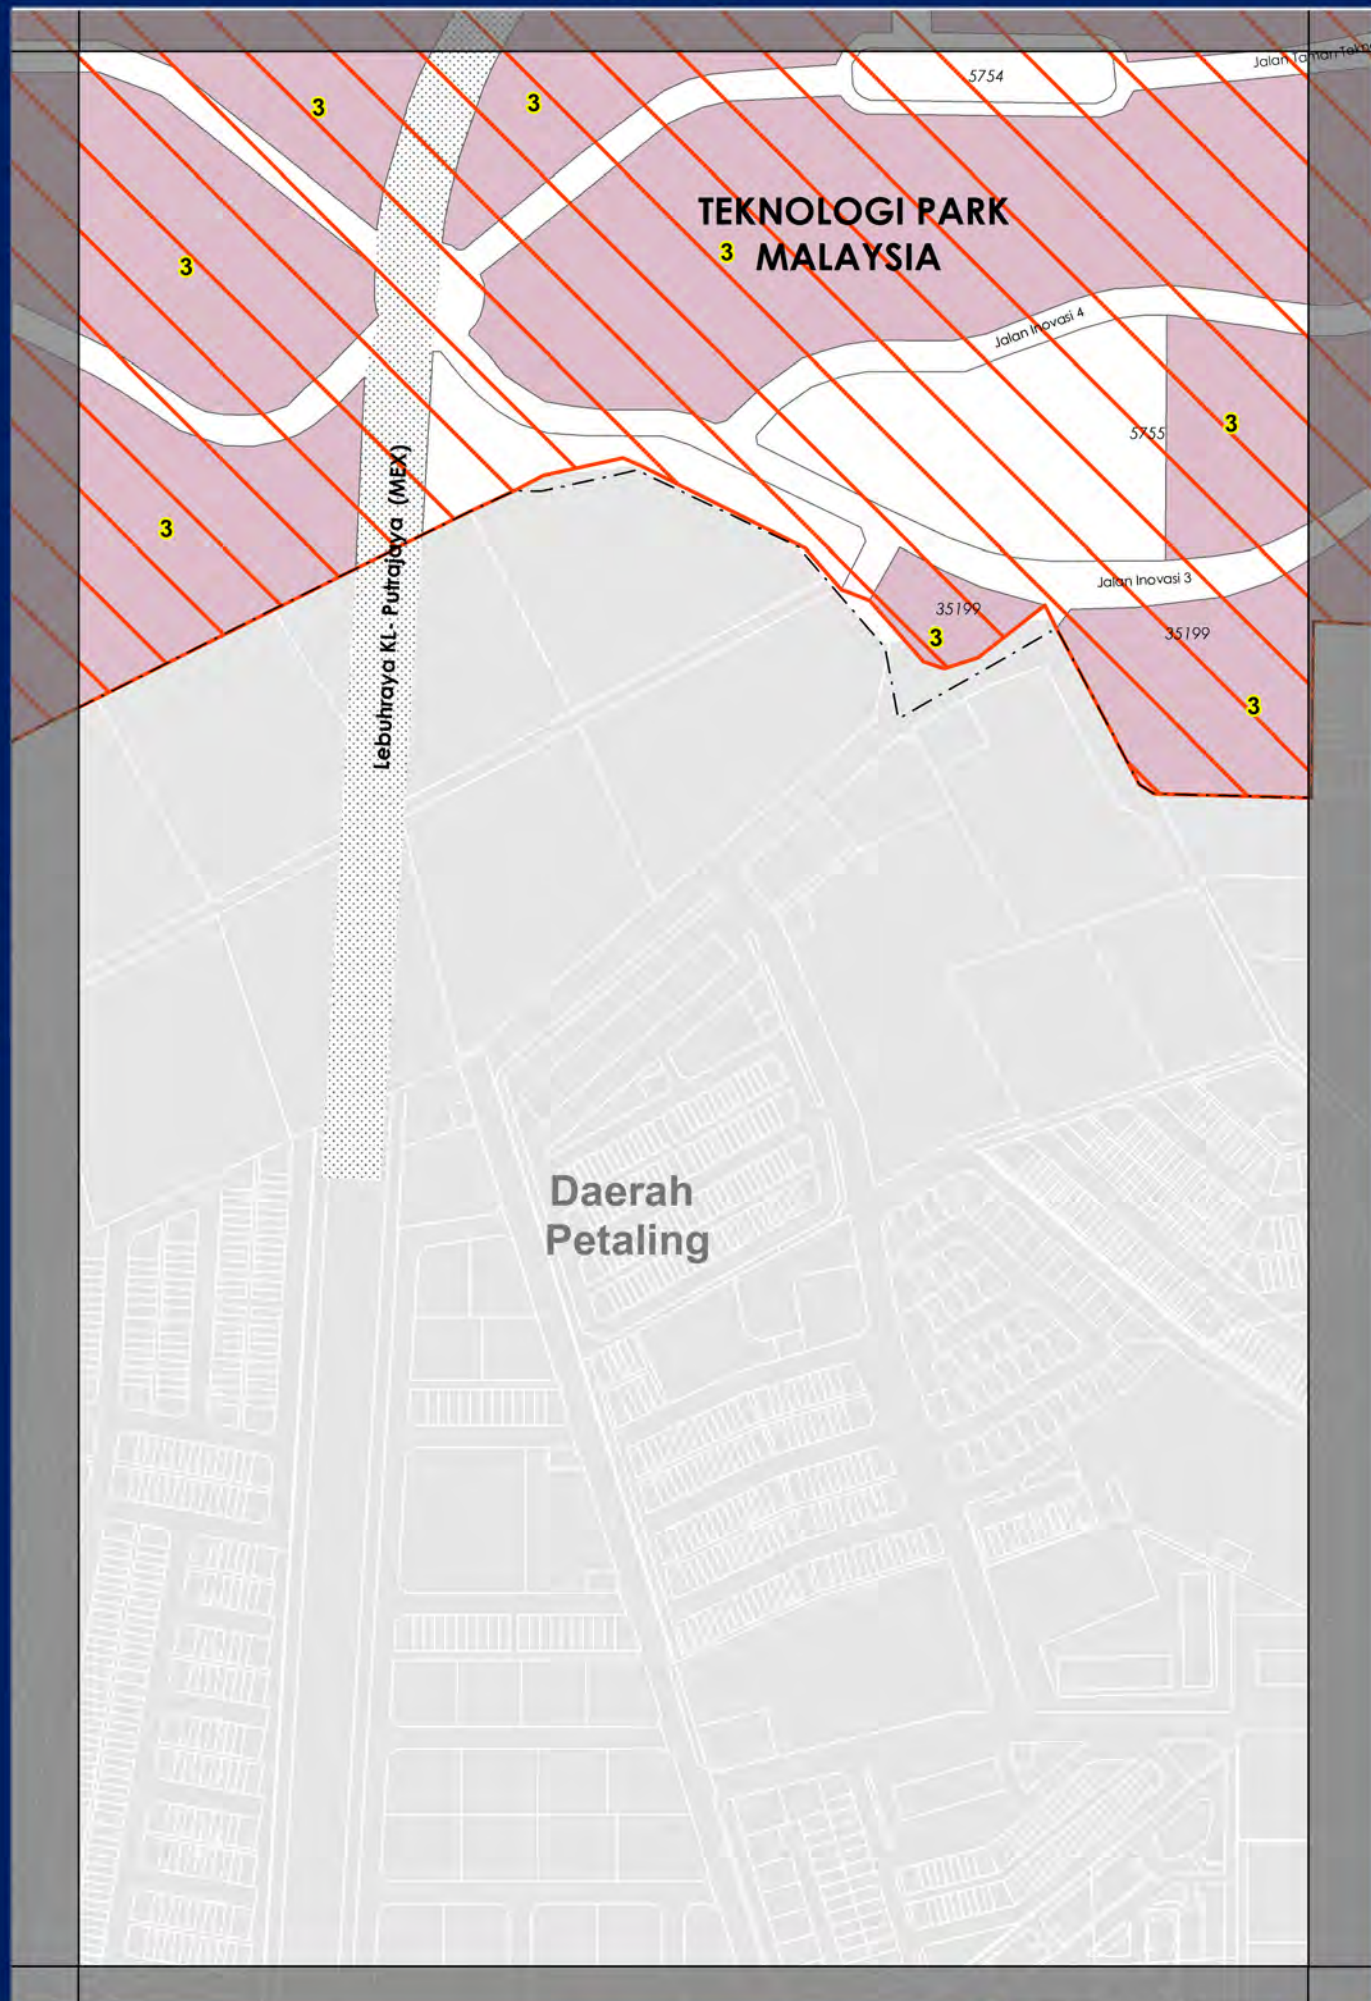 Jalan Taman Tekno
5754
3
3
TEKNOLOGI PARK
MALAYSIA
3
3
Jalan Inovasi 4
3
5755
Lebuhraya KL- Putrajaya (MEX)
3
Jalan Inovasi 3
35199
3
35199
3
Daerah
Petaling